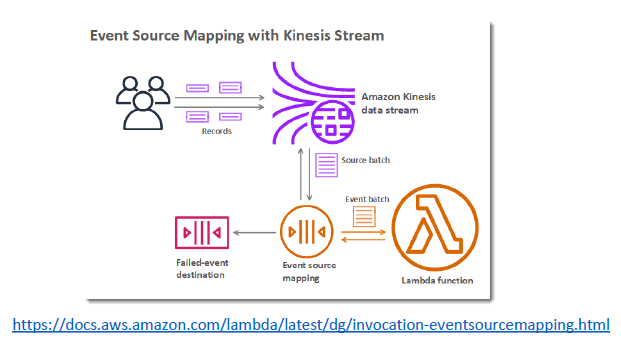 Event Source Mapping with Kinesis Stream
Amazon Kinesis
data stream
Records
Source batch
Event batch
Failed-event
destination
Event source
mapping
Lambda function
https://docs.aws.amazon.com/lambda/latest/dg/invocation-eventsourcemapping.html